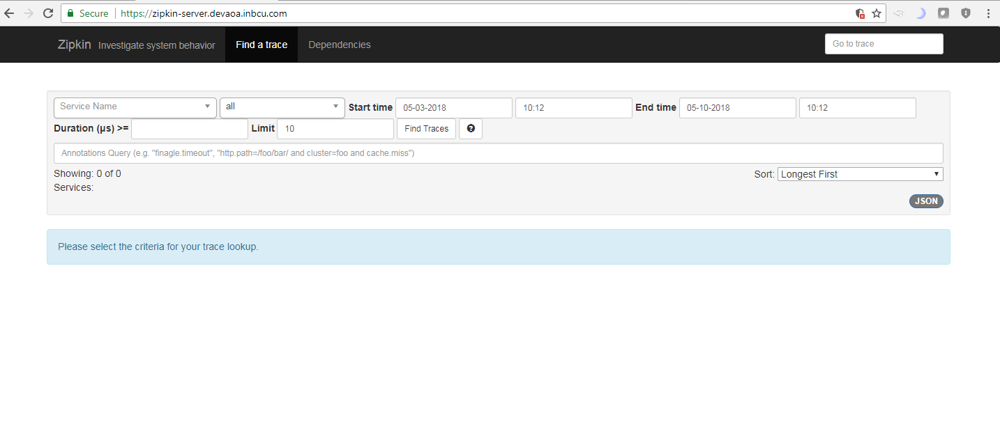 Secure https://zipkin-server.devaoa.inbcu.com
Zipkin Investigate system behavior Find a trace Dependencies Go to trace
Service Name all Start time 05-03-2018 10:12 End time 05-10-2018 10:12
Duration (μs) >= Limit 10 Find Traces ?
Annotations Query (e.g. "finagle.timeout", "http.path=/foo/bar/ and cluster=foo and cache.miss")
Showing: 0 of 0 Sort: Longest First
Services:
JSON
Please select the criteria for your trace lookup.